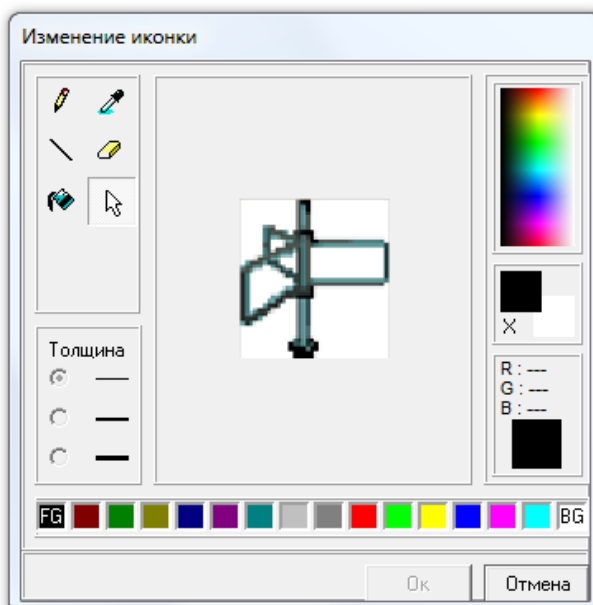 Изменение иконки
Толщина
X
R : ---
G : ---
B : ---
FG
BG
Ок
Отмена